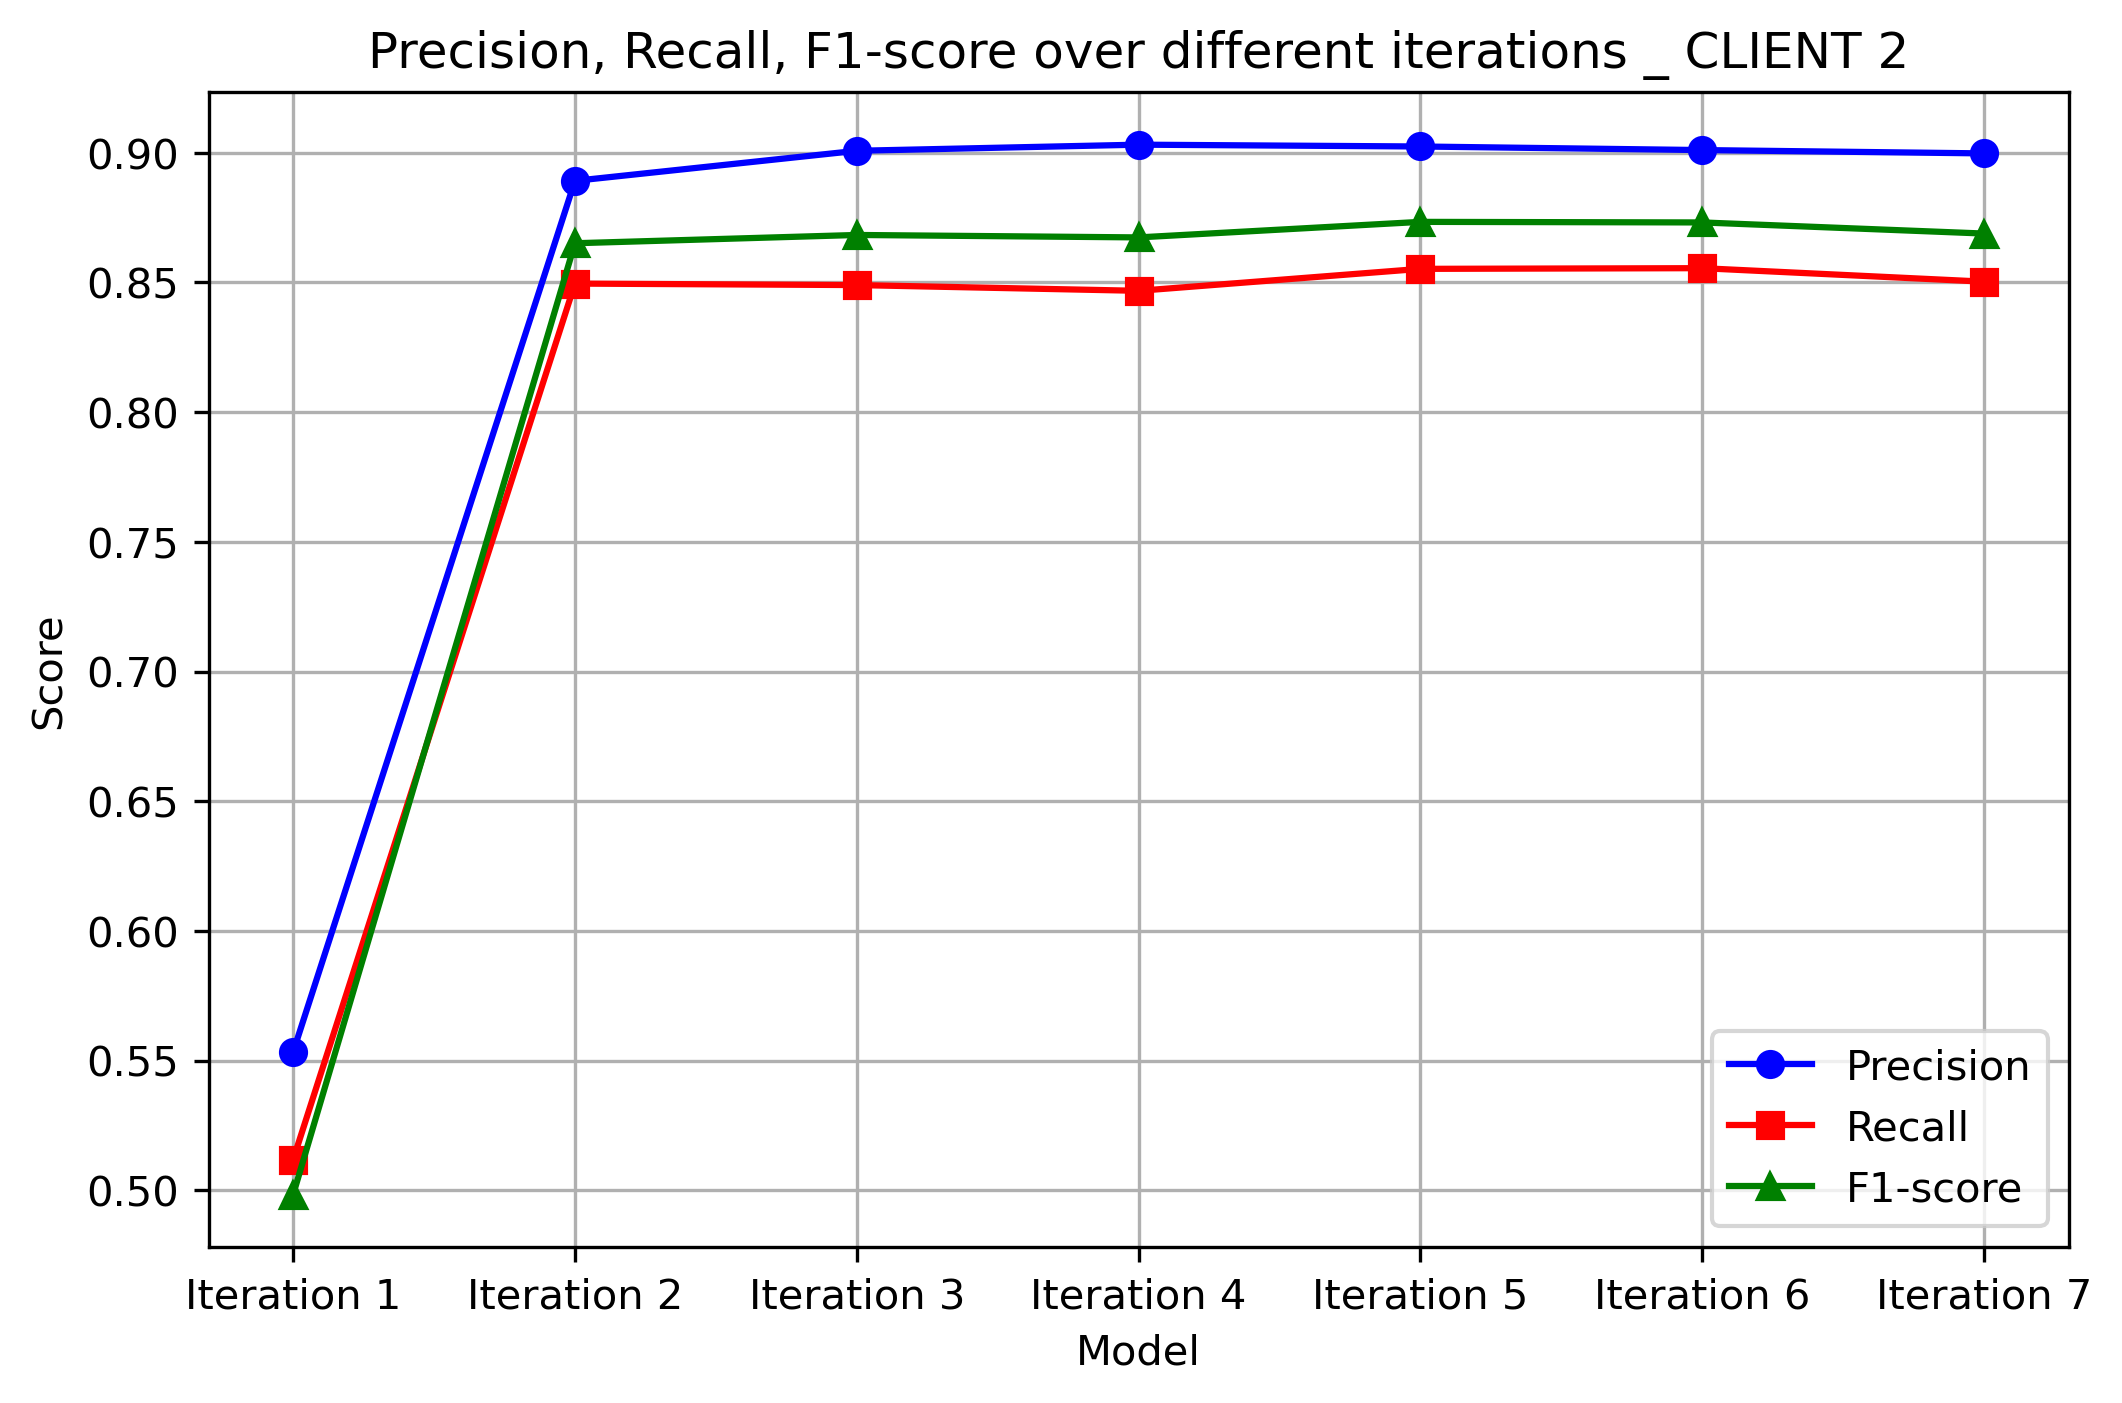 Precision, Recall, F1-score over different iterations _ CLIENT 2
0.90
0.85
0.80
0.75
0.70
0.65
0.60
0.55
0.50
Score
Precision
Recall
F1-score
Iteration 1 Iteration 2 Iteration 3 Iteration 4 Iteration 5 Iteration 6 Iteration 7
Model